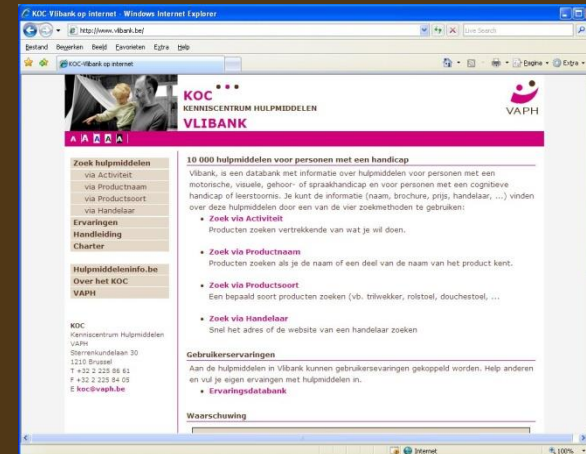 KOC-Vlibank op internet - Windows Internet Explorer
http://www.vlibank.be/
Live Search
Bestand Bewerken Beeld Favorieten Extra Help
KOC-Vlibank op internet
Pagina Extra
KOC
KENNISCENTRUM HULPMIDDELEN
VLIBANK
VAPH
A A A A A
Zoek hulpmiddelen
via Activiteit
via Productnaam
via Productsoort
via Handelaar
Ervaringen
Handleiding
Charter
Hulpmiddeleninfo.be
Over het KOC
VAPH
KOC
Kenniscentrum Hulpmiddelen
VAPH
Sterrenkundelaan 30
1210 Brussel
T +32 2 225 86 61
F +32 2 225 84 05
E koc@vaph.be
10 000 hulpmiddelen voor personen met een handicap
Vlibank, is een databank met informatie over hulpmiddelen voor personen met een
motorische, visuele, gehoor- of spraakhandicap en voor personen met een cognitieve
handicap of leerstoornis. Je kunt de informatie (naam, brochure, prijs, handelaar, ...) vinden
over deze hulpmiddelen door een van de vier zoekmethoden te gebruiken:
• Zoek via Activiteit
Producten zoeken vertrekkende van wat je wil doen.
• Zoek via Productnaam
Producten zoeken als je de naam of een deel van de naam van het product kent.
• Zoek via Productsoort
Een bepaald soort producten zoeken (vb. trilwekker, rolstoel, douchestoel, ...
• Zoek via Handelaar
Snel het adres of de website van een handelaar zoeken
Gebruikerservaringen
Aan de hulpmiddelen in Vlibank kunnen gebruikersevaringen gekoppeld worden. Help anderen
en vul je eigen ervaringen met hulpmiddelen in.
• Ervaringsdatabank
Waarschuwing
Internet
100%